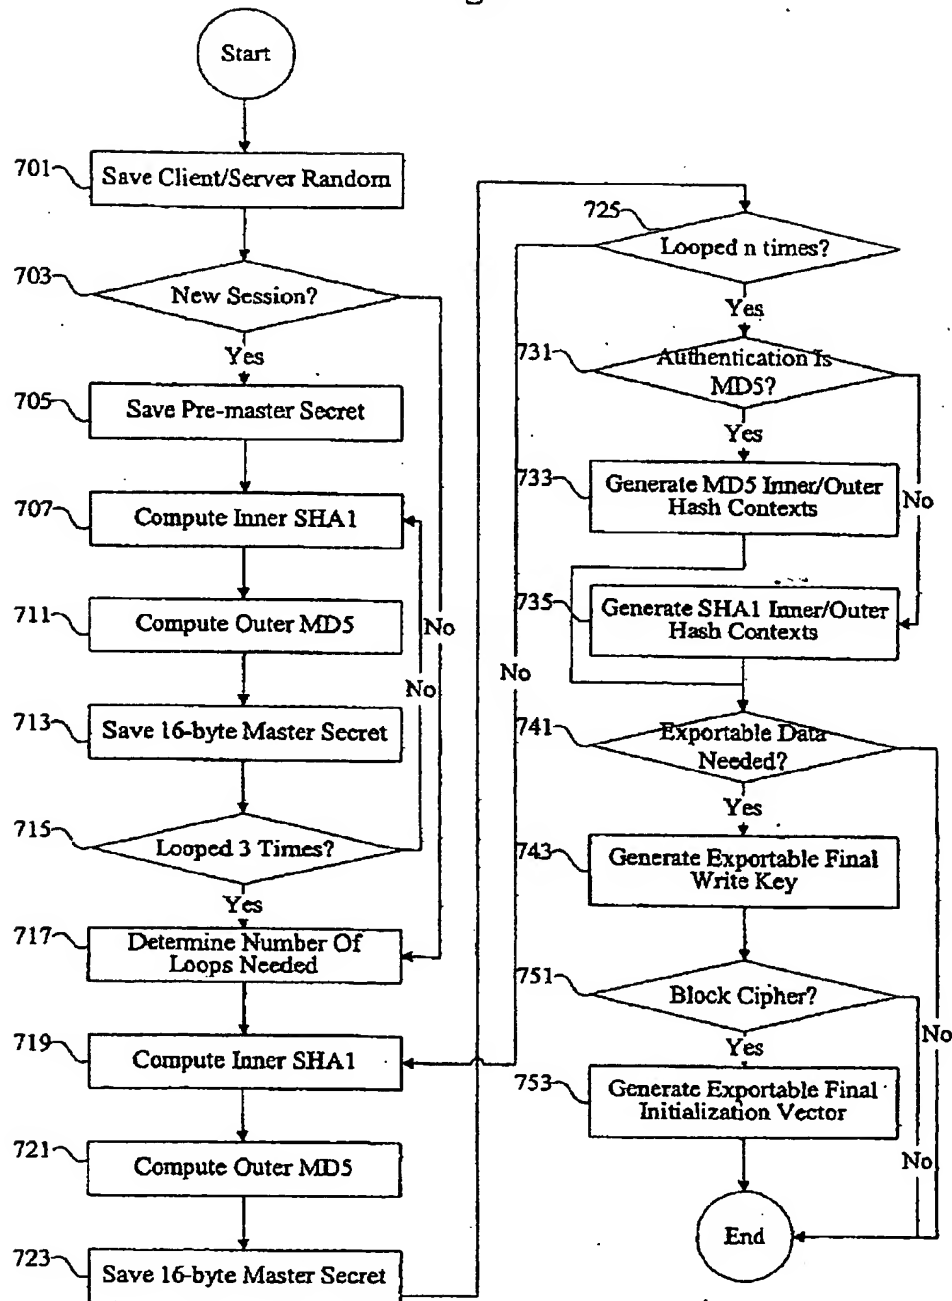 Start
701
Save Client/Server Random
703
New Session?
Yes
705
Save Pre-master Secret
707
Compute Inner SHA1
711
Compute Outer MD5
No
No
713
Save 16-byte Master Secret
715
Looped 3 Times?
Yes
717
Determine Number Of
Loops Needed
719
Compute Inner SHA1
721
Compute Outer MD5
723
Save 16-byte Master Secret
725
Looped n times?
Yes
731
Authentication Is
MD5?
Yes
733
Generate MD5 Inner/Outer
Hash Contexts
No
735
Generate SHA1 Inner/Outer
Hash Contexts
No
741
Exportable Data
Needed?
Yes
743
Generate Exportable Final
Write Key
751
Block Cipher?
Yes
No
753
Generate Exportable Final
Initialization Vector
No
End